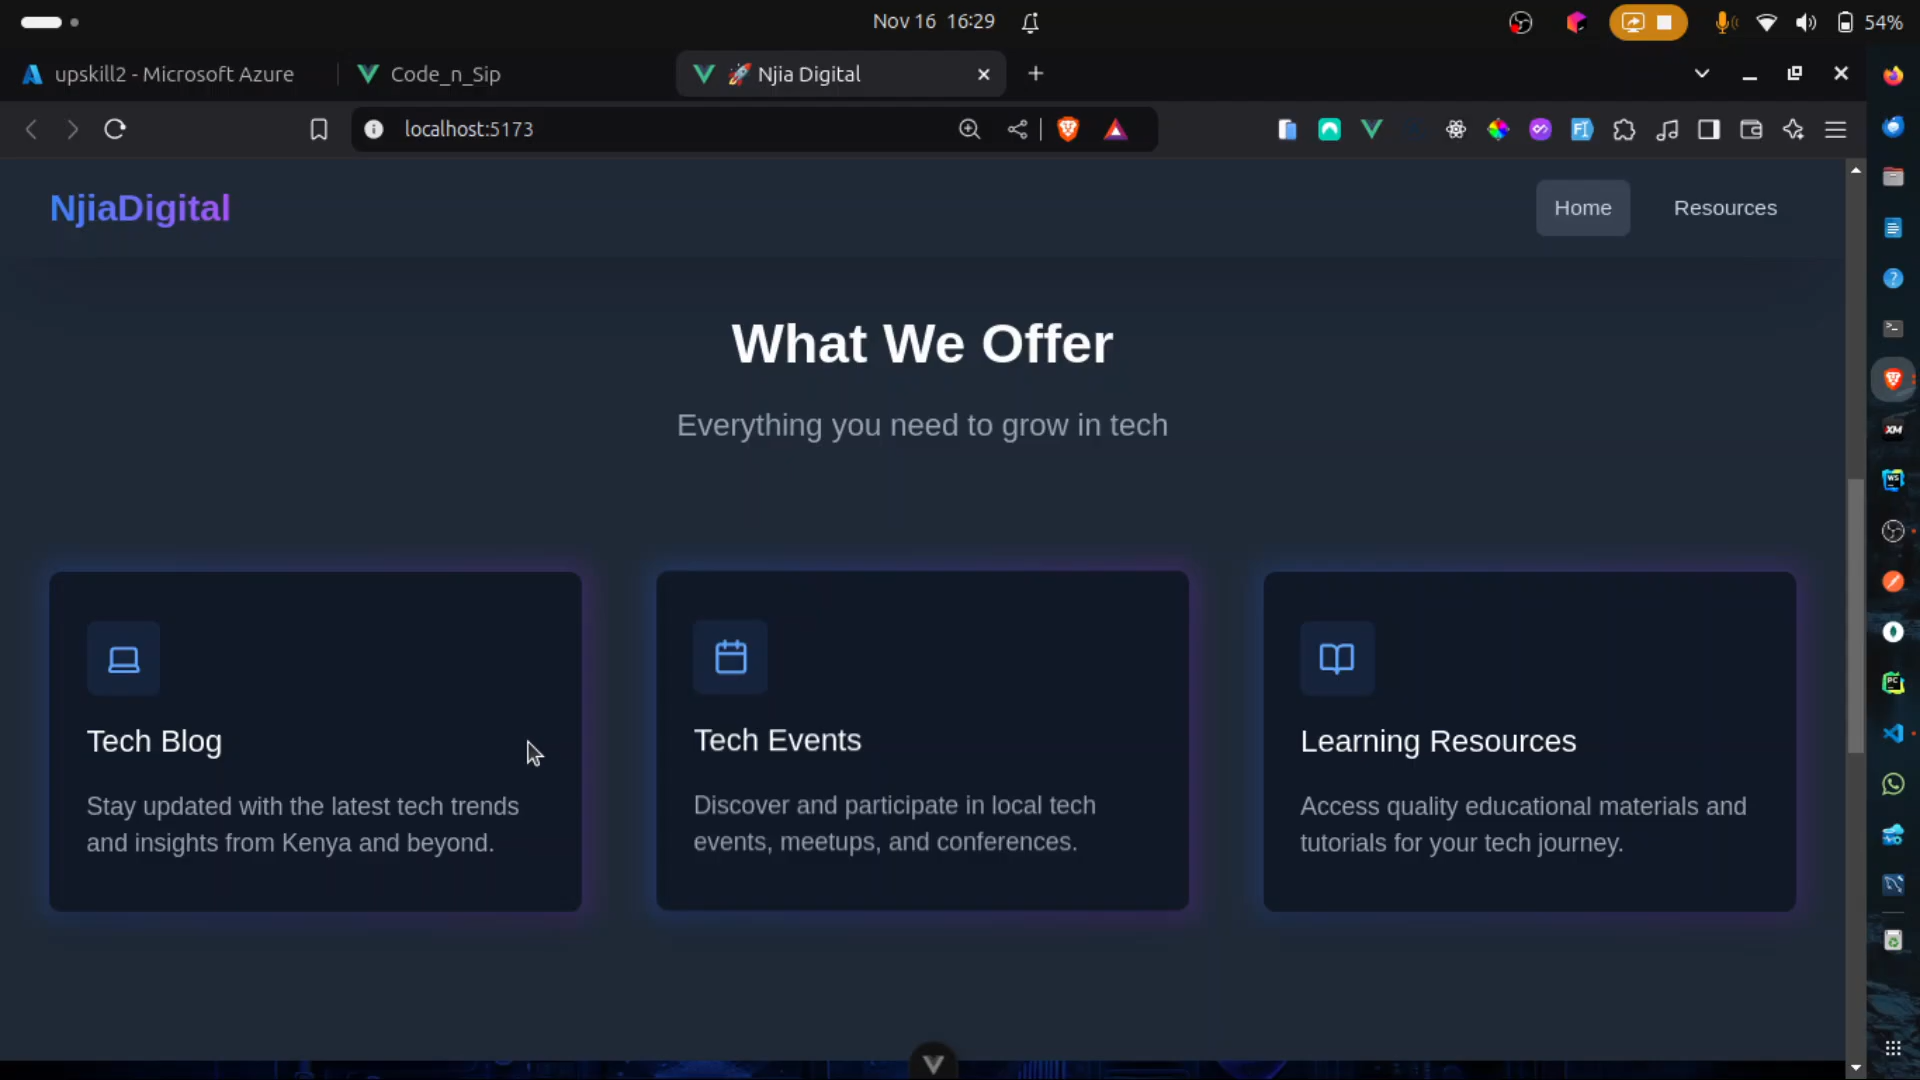 Nov 16 16:29
54%
upskill2 - Microsoft Azure
Code_n_Sip
🚀 Njia Digital
localhost:5173
NjiaDigital
Home
Resources
What We Offer
Everything you need to grow in tech
Tech Blog
Stay updated with the latest tech trends
and insights from Kenya and beyond.
Tech Events
Discover and participate in local tech
events, meetups, and conferences.
Learning Resources
Access quality educational materials and
tutorials for your tech journey.